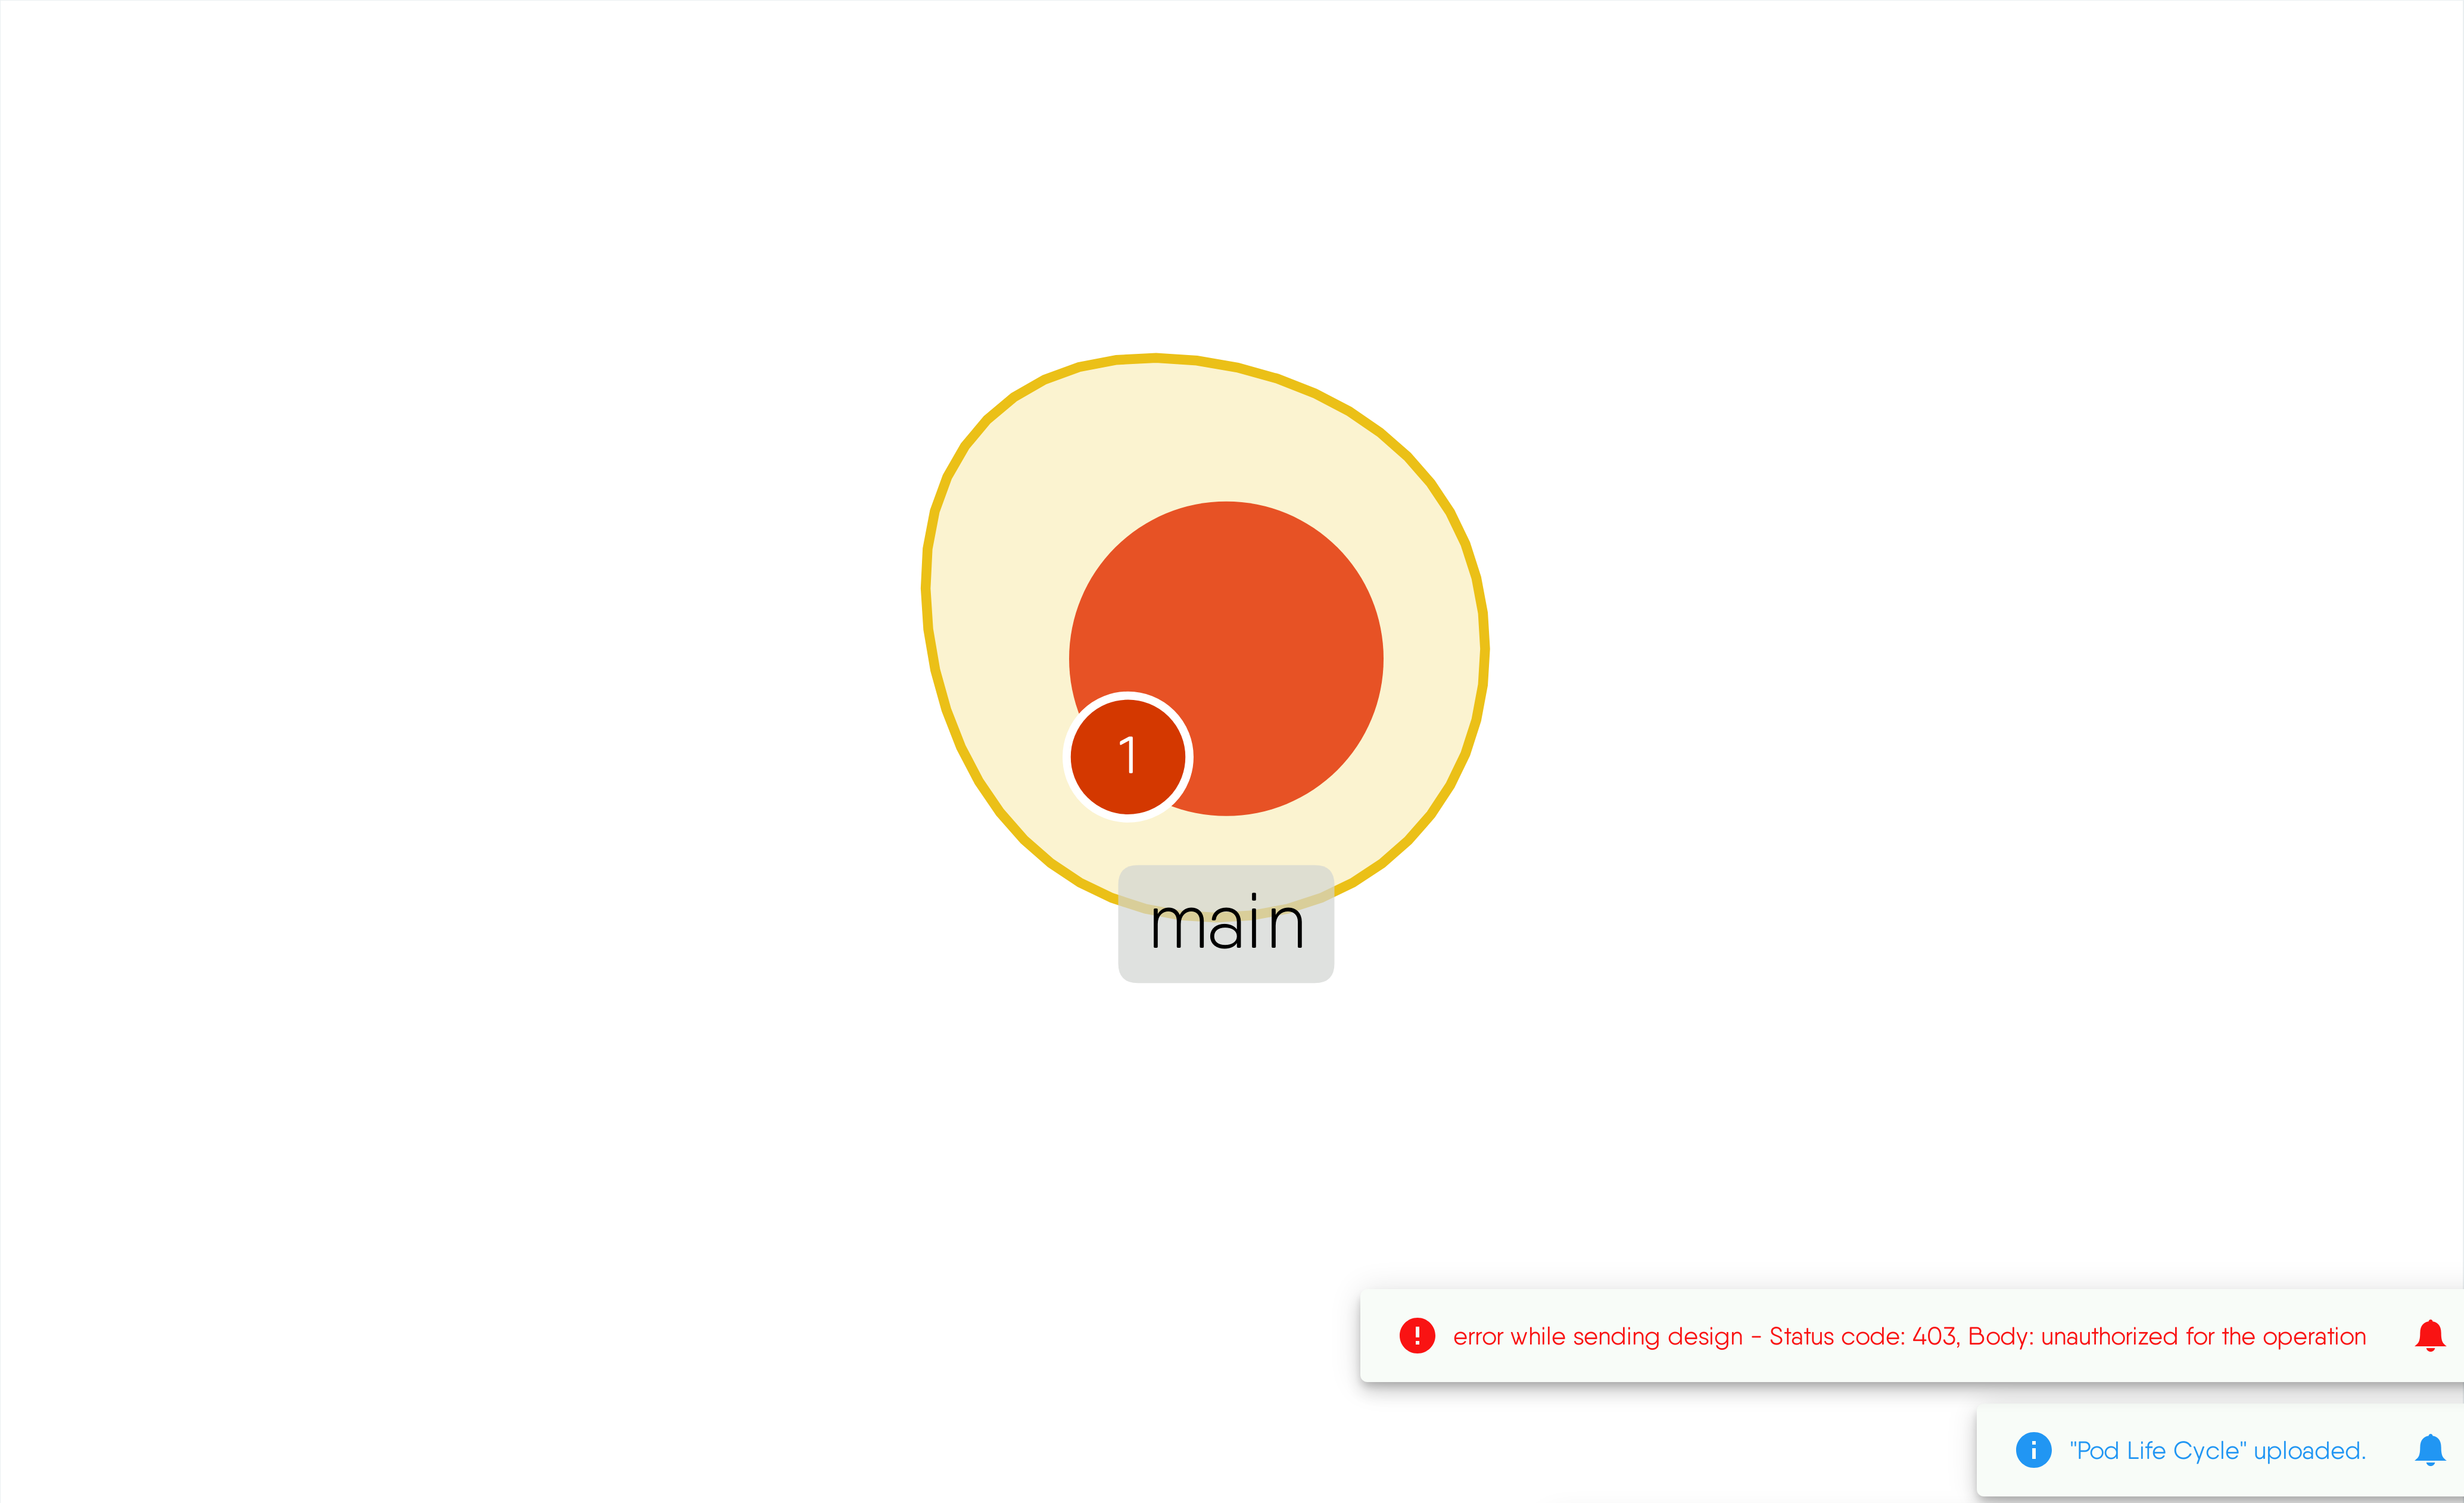 1
main
error while sending design - Status code: 403, Body: unauthorized for the operation
"Pod Life Cycle" uploaded.